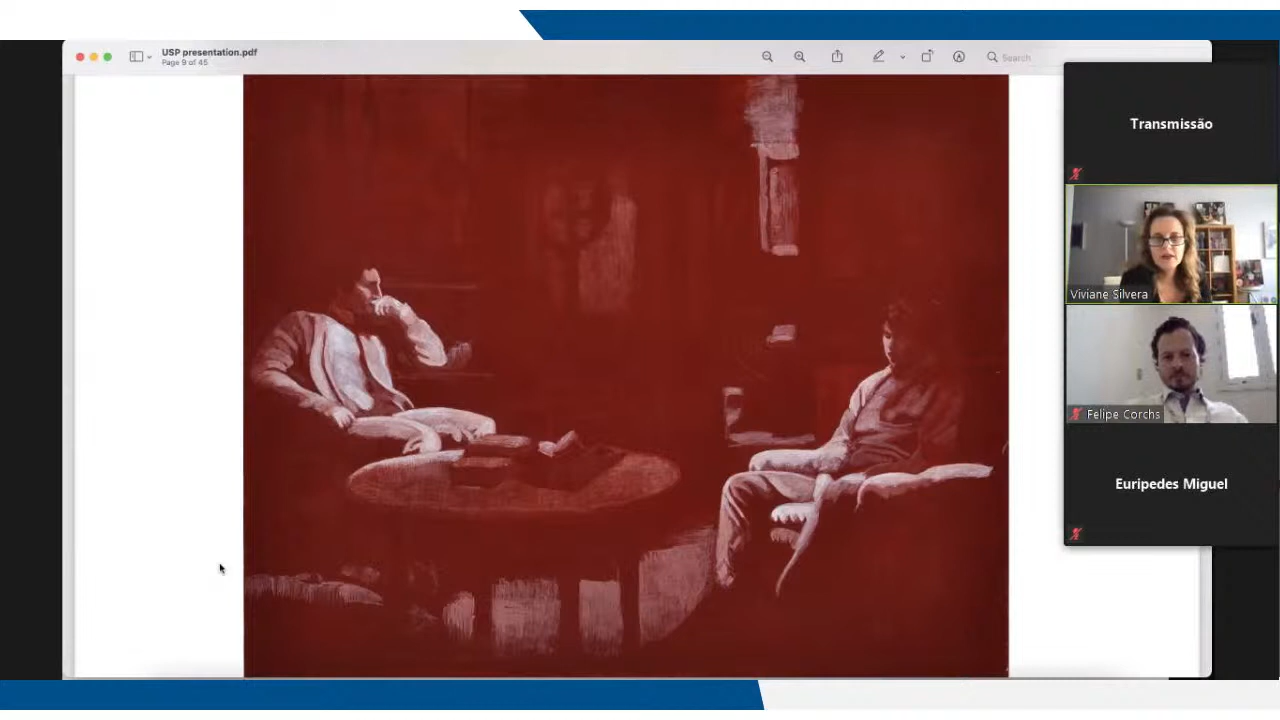 USP presentation.pdf
Page 9 of 45
Search
Transmissão
Viviane Silvera
Felipe Corchs
Euripedes Miguel